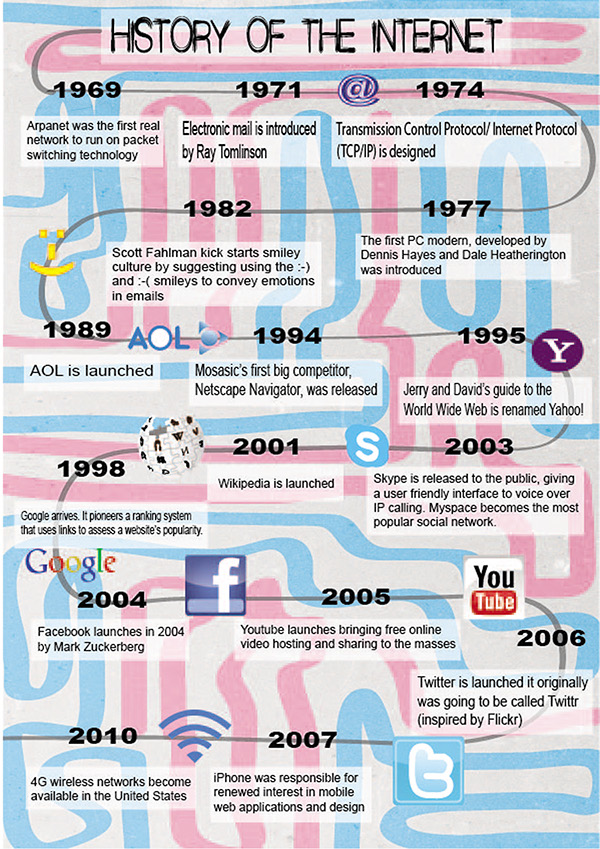 HISTORY OF THE INTERNET
1969
1971
@
1974
Arpanet was the first real
network to run on packet
switching technology
Electronic mail is introduced
by Ray Tomlinson
Transmission Control Protocol/ Internet Protocol
(TCP/IP) is designed
1982
1977
Scott Fahlman kick starts smiley
culture by suggesting using the :-)
and :-( smileys to convey emotions
in emails
The first PC modern, developed by
Dennis Hayes and Dale Heatherington
was introduced
1989
AOL
1994
1995
Y
AOL is launched
Mosasic's first big competitor,
Netscape Navigator, was released
Jerry and David's guide to the
World Wide Web is renamed Yahoo!
1998
W
2001
S
2003
Google arrives. It pioneers a ranking system
that uses links to assess a website's popularity.
Wikipedia is launched
Skype is released to the public, giving
a user friendly interface to voice over
IP calling. Myspace becomes the most
popular social network.
Google
2004
f
2005
You
Tube
2006
Facebook launches in 2004
by Mark Zuckerberg
Youtube launches bringing free online
video hosting and sharing to the masses
Twitter is launched it originally
was going to be called Twittr
(inspired by Flickr)
2010
2007
t
4G wireless networks become
available in the United States
iPhone was responsible for
renewed interest in mobile
web applications and design